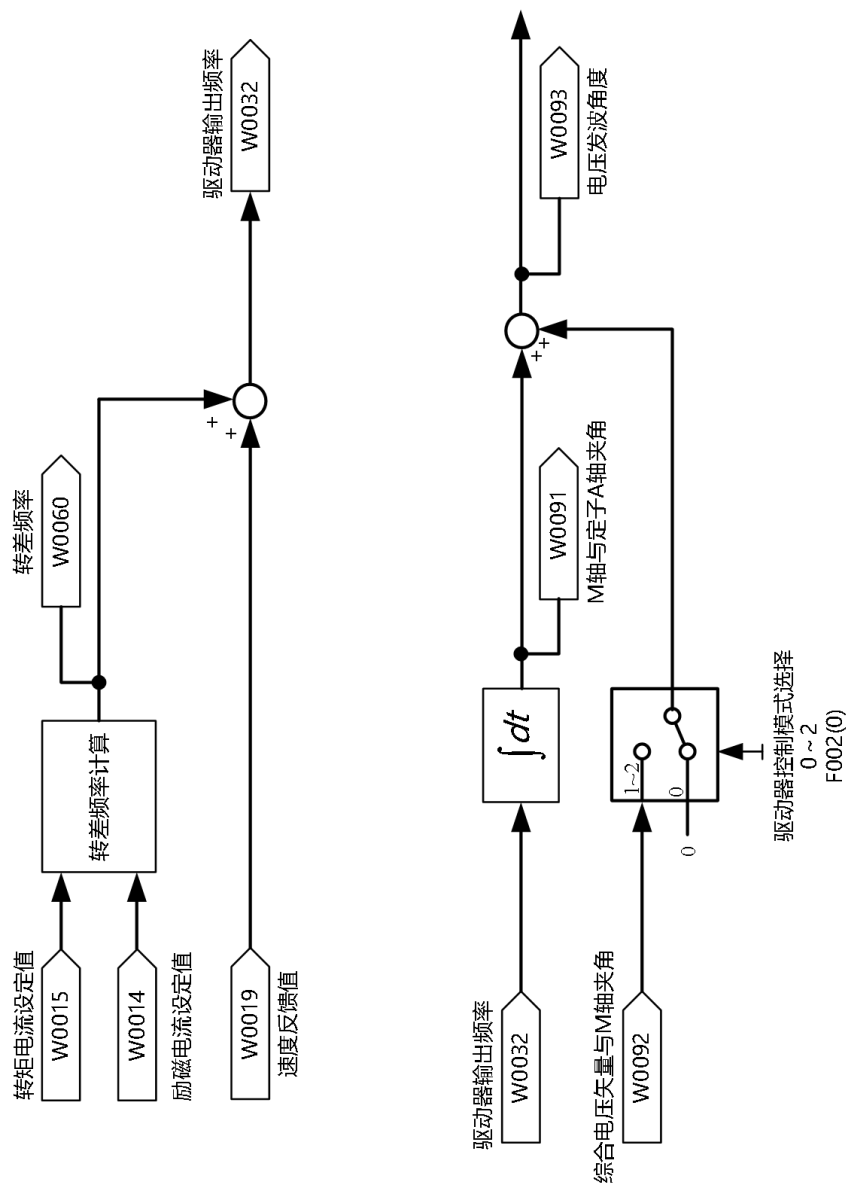 转矩电流设定值
W0015
W0014
励磁电流设定值
转差频率计算
转差频率
W0060
W0019
速度反馈值
+
+
驱动器输出频率
W0032
驱动器输出频率
W0032
∫dt
W0091
M轴与定子A轴夹角
综合电压矢量与M轴夹角
W0092
1~2
0
0
驱动器控制模式选择
0 ~ 2
F002(0)
+
+
W0093
电压发波角度